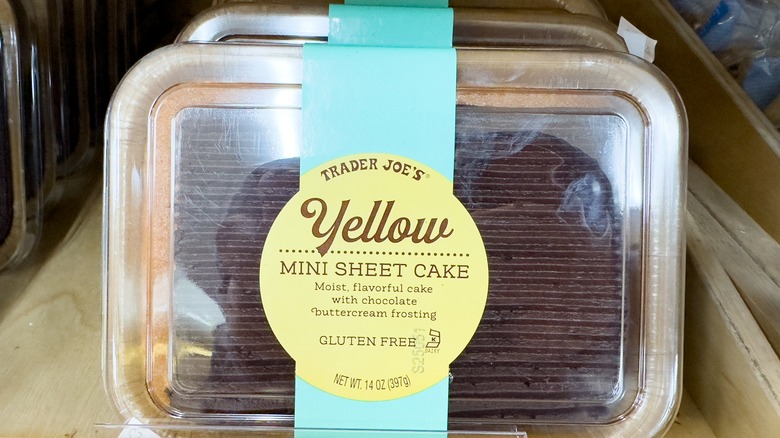 TRADER JOE'S®
Yellow
MINI SHEET CAKE
Moist, flavorful cake
with chocolate
buttercream frosting
GLUTEN FREE
K
DAIRY
NET WT. 14 OZ (397g)